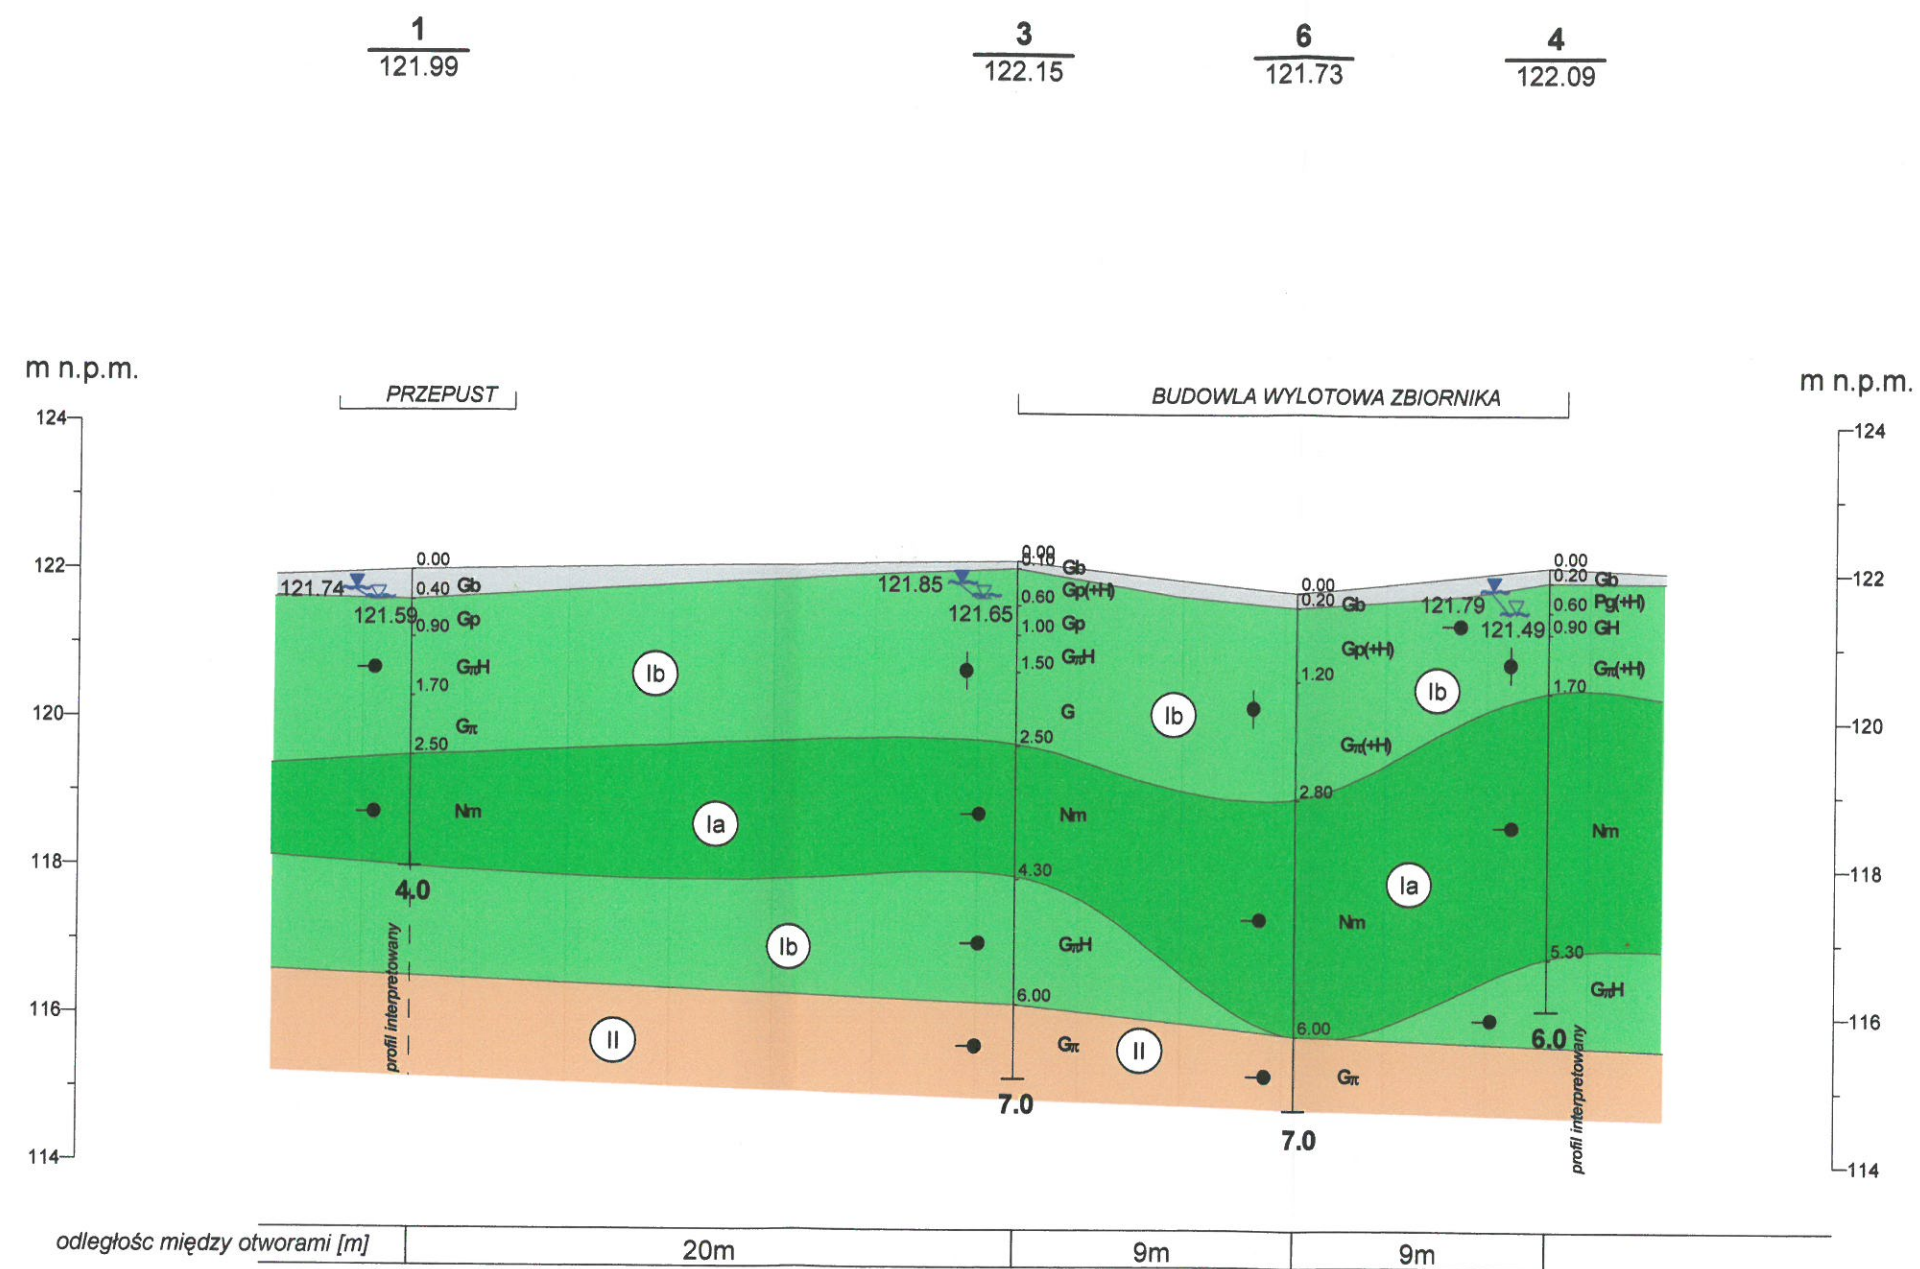 1 3 6 4
121.99 122.15 121.73 122.09
m n.p.m. m n.p.m.
PRZEPUST BUDOWLA WYLOTOWA ZBIORNIKA
124 124
122 122
120 120
118 118
116 116
114 114
0.00
Gb
0.40
121.74
121.59
0.90
Gp
GπH
1.70
Gπ
2.50
Nm
4.0
profil interpretowany
0.00
0.10
Gb
121.85
121.65
Gp(+H)
0.60
1.00
Gp
GπH
1.50
G
2.50
Nm
4.30
GπH
6.00
Gπ
7.0
0.00
0.20
Gb
Gp(+H)
1.20
Gπ(+H)
2.80
Nm
6.00
Gπ
7.0
0.00
0.20
Gb
121.79
121.49
Pg(+H)
0.60
0.90
GH
Gπ(+H)
1.70
Nm
5.30
GπH
6.0
profil interpretowany
Ib
Ib
Ib
Ia
Ia
Ib
II
II
odległośc między otworami [m] 20m 9m 9m